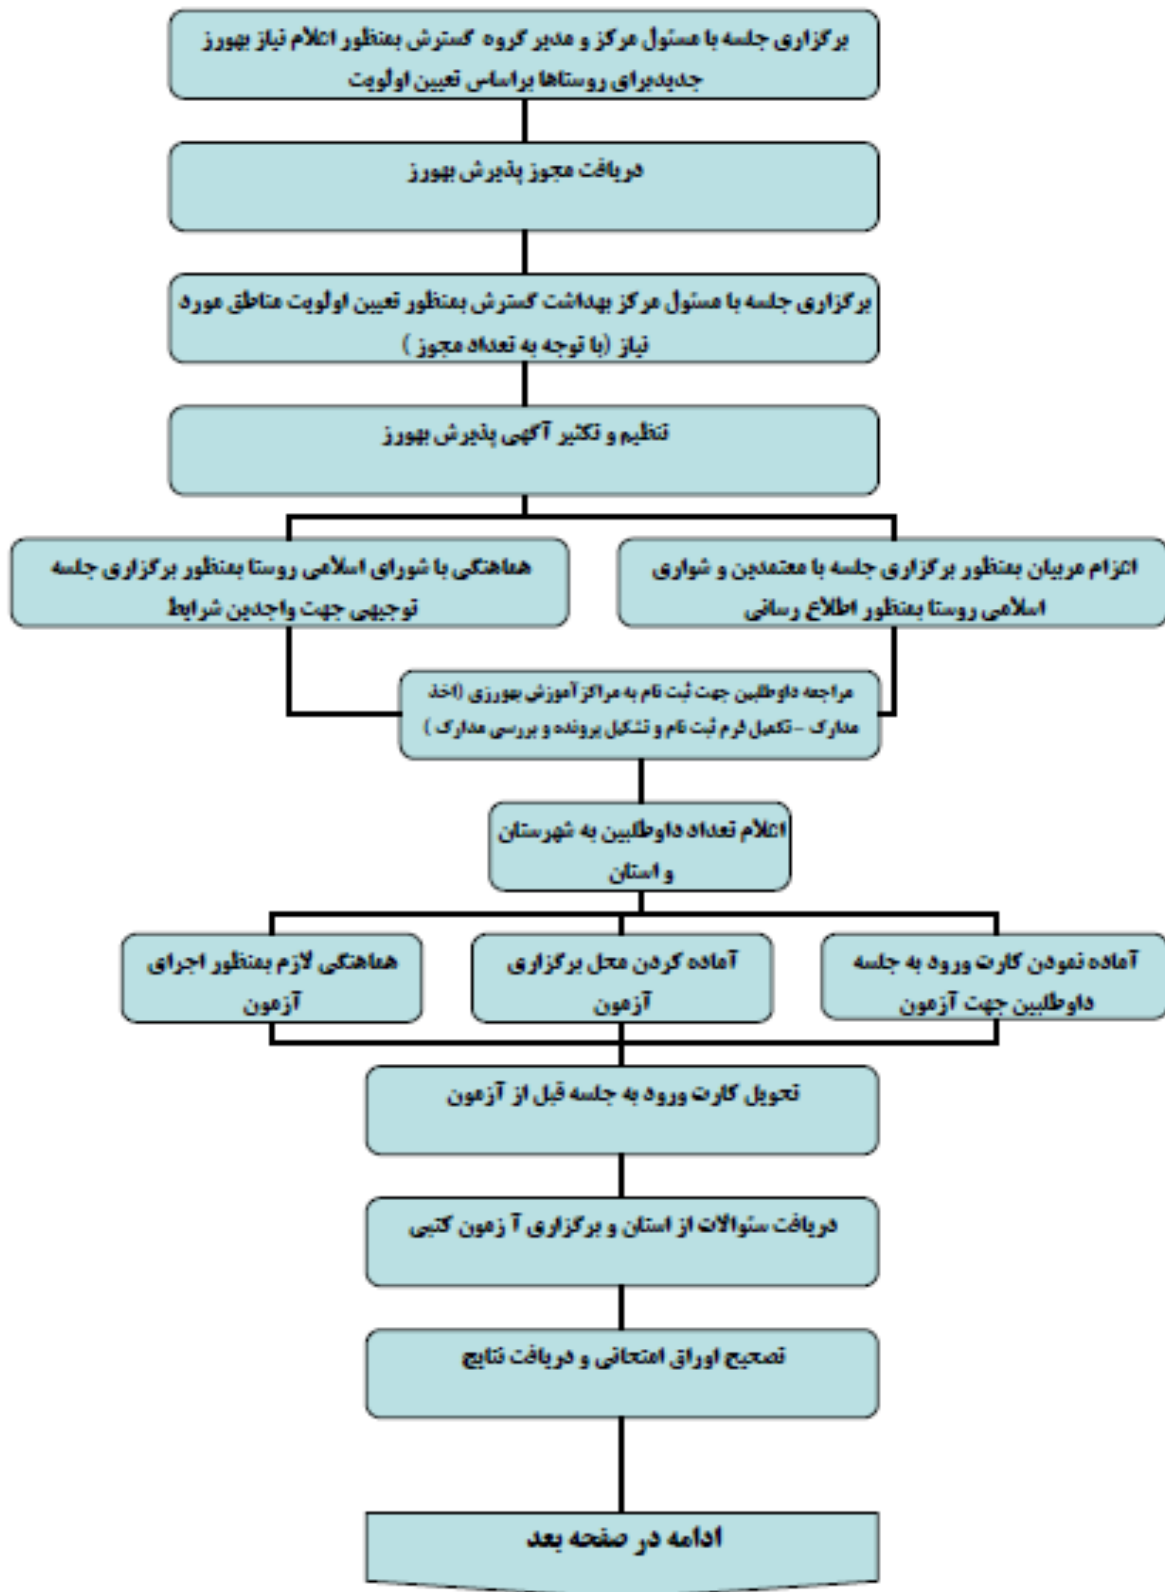 برگزاری جلسه با مسئول مرکز و مدیر گروه گسترش بمنظور اعلام نیاز بهورز
جدیدبرای روستاها براساس تعیین اولویت
دریافت مجوز پذیرش بهورز
برگزاری جلسه با مسئول مرکز بهداشت گسترش بمنظور تعیین اولویت مناطق مورد
نیاز (با توجه به تعداد مجوز )
تنظیم و تکثیر آگهی پذیرش بهورز
اعزام مربیان بمنظور برگزاری جلسه با معتمدین و شواری
اسلامی روستا بمنظور اطلاع رسانی
هماهنگی با شورای اسلامی روستا بمنظور برگزاری جلسه
توجیهی جهت واجدین شرایط
مراجعه داوطلبین جهت ثبت نام به مراکز آموزش بهورزی (اخذ
مدارک – تکمیل فرم ثبت نام و تشکیل پرونده و بررسی مدارک )
اعلام تعداد داوطلبین به شهرستان
و استان
آماده نمودن کارت ورود به جلسه
داوطلبین جهت آزمون
آماده کردن محل برگزاری
آزمون
هماهنگی لازم بمنظور اجرای
آزمون
تحویل کارت ورود به جلسه قبل از آزمون
دریافت سئوالات از استان و برگزاری آ زمون کتبی
تصحیح اوراق امتحانی و دریافت نتایج
ادامه در صفحه بعد